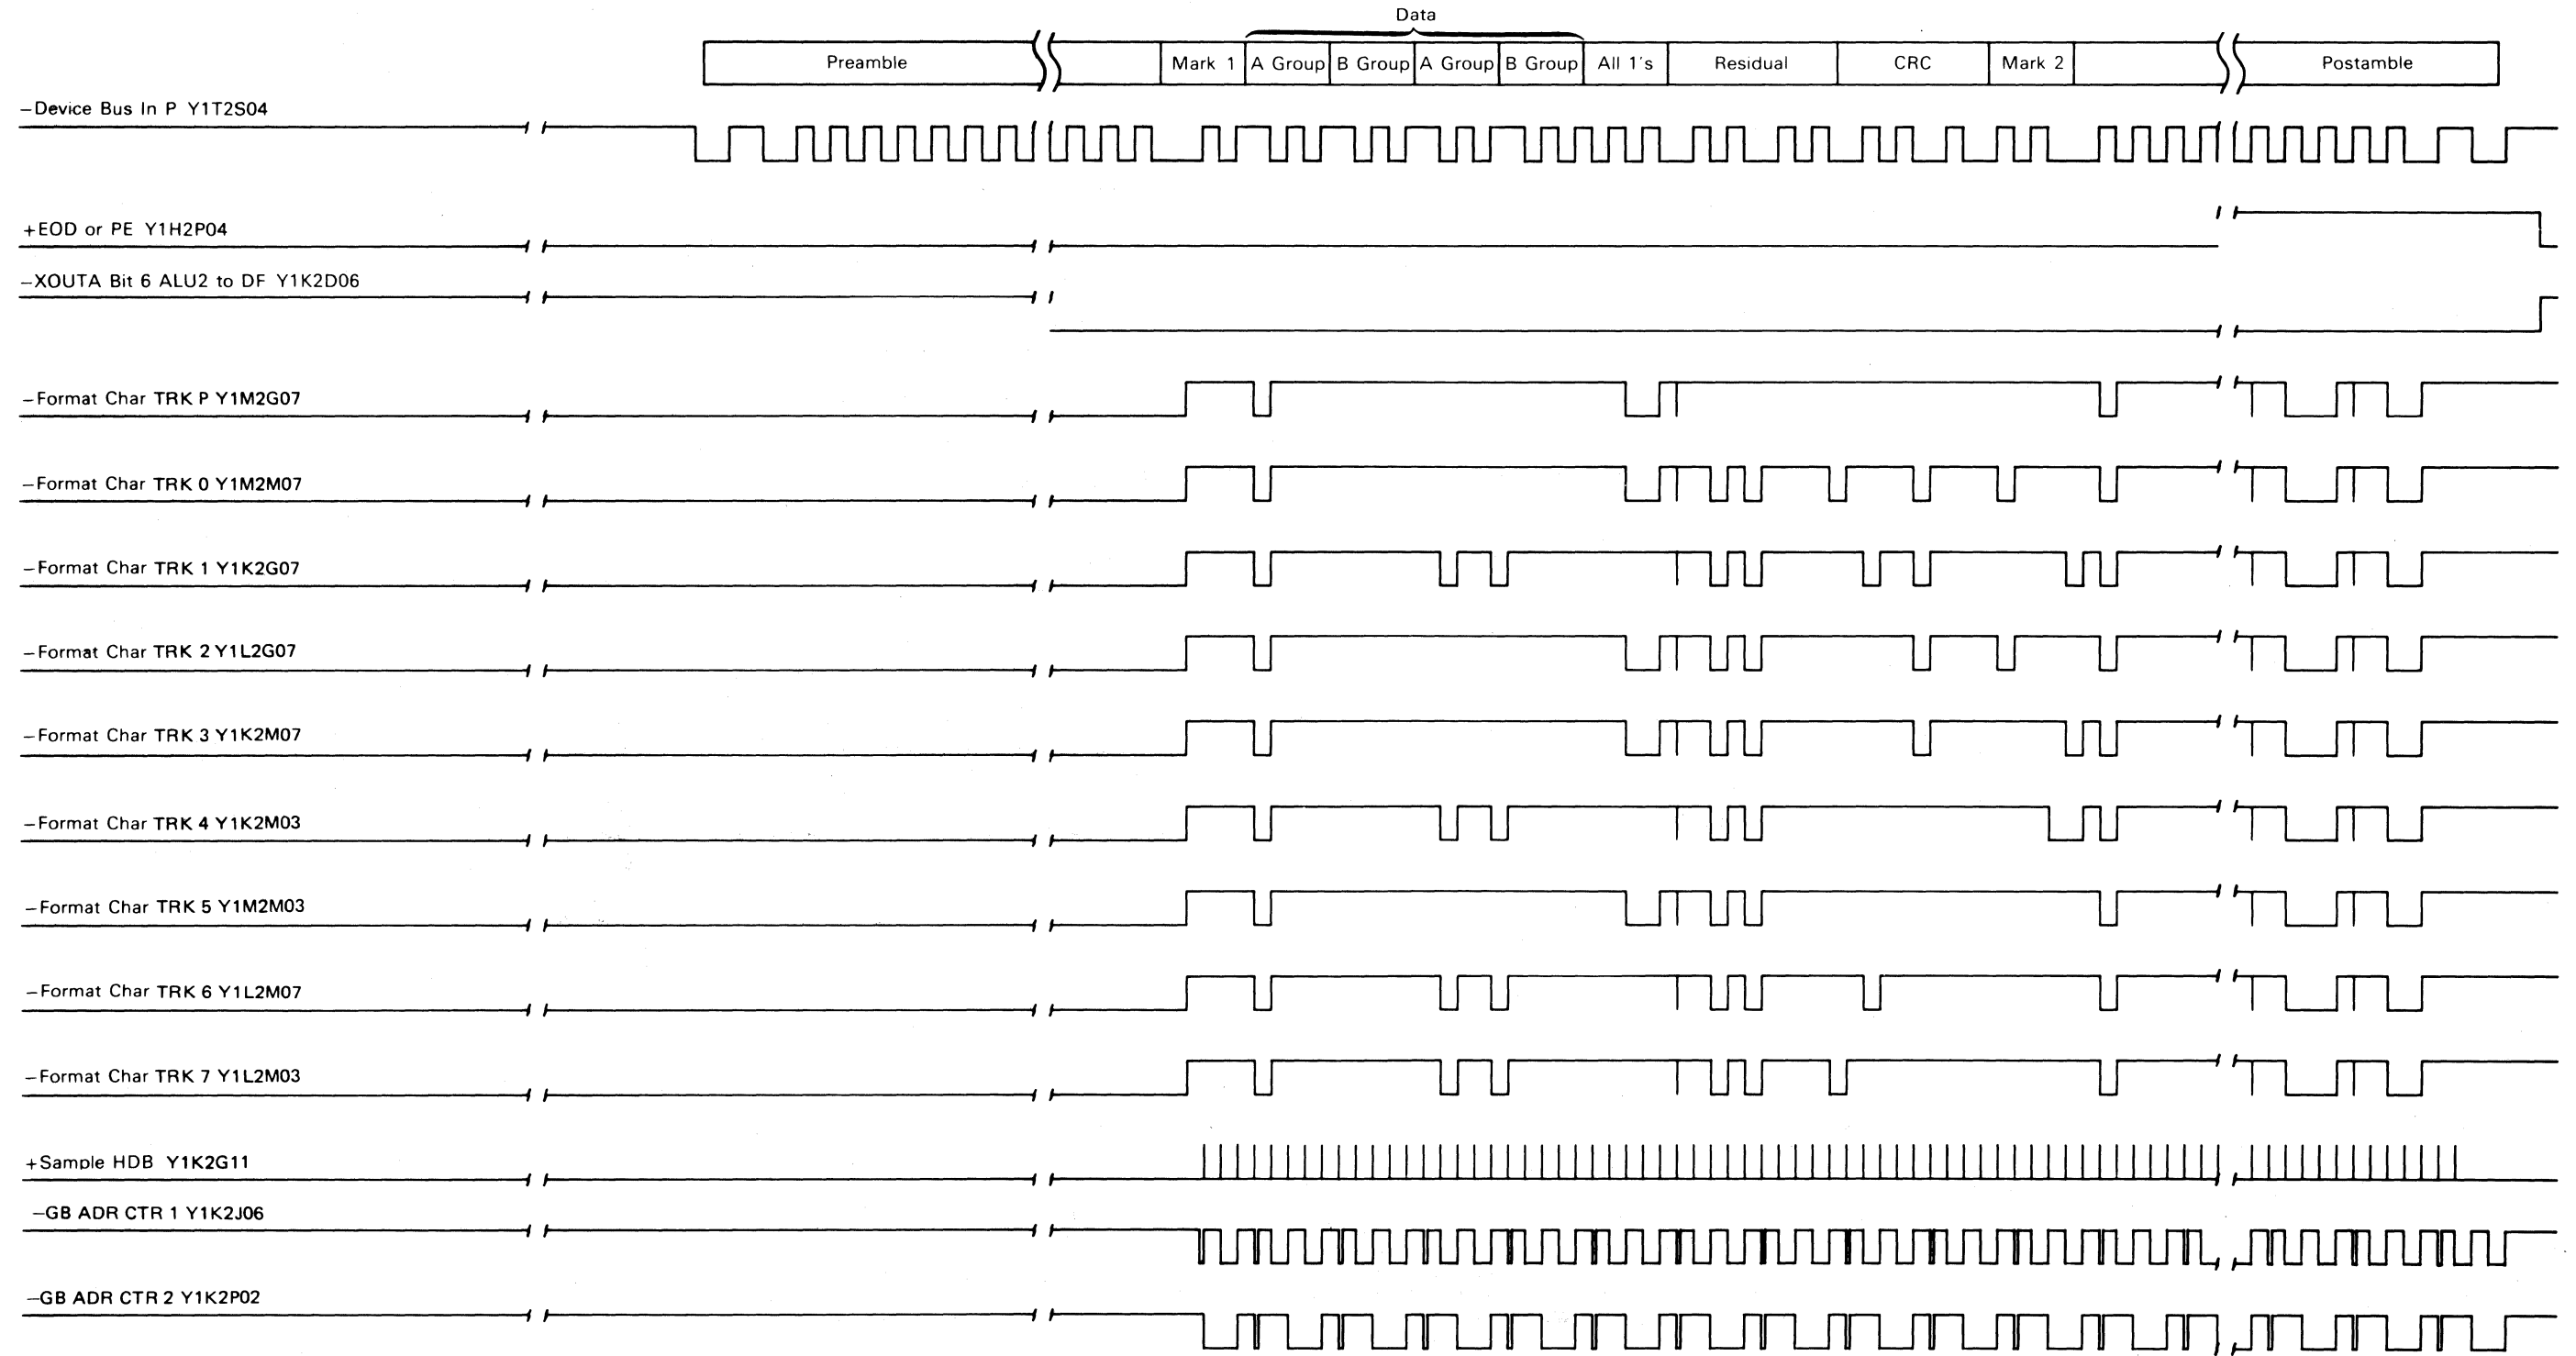 Data
Preamble Mark 1 A Group B Group A Group B Group All 1's Residual CRC Mark 2 Postamble
−Device Bus In P Y1T2S04
+EOD or PE Y1H2P04
−XOUTA Bit 6 ALU2 to DF Y1K2D06
−Format Char TRK P Y1M2G07
−Format Char TRK 0 Y1M2M07
−Format Char TRK 1 Y1K2G07
−Format Char TRK 2 Y1L2G07
−Format Char TRK 3 Y1K2M07
−Format Char TRK 4 Y1K2M03
−Format Char TRK 5 Y1M2M03
−Format Char TRK 6 Y1L2M07
−Format Char TRK 7 Y1L2M03
+Sample HDB Y1K2G11
−GB ADR CTR 1 Y1K2J06
−GB ADR CTR 2 Y1K2P02